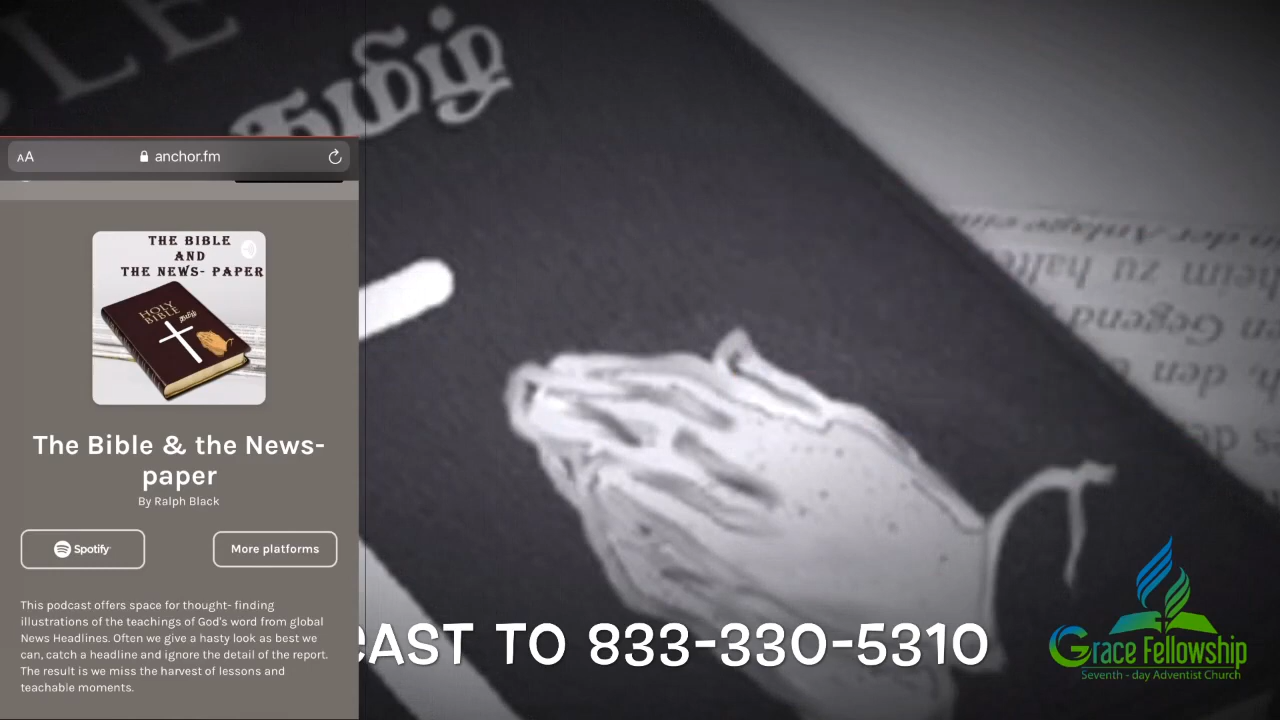 தமிழ்
AA anchor.fm
THE BIBLE
AND
THE NEWS- PAPER
HOLY
BIBLE
தமிழ்
The Bible & the News-
paper
By Ralph Black
Spotify
More platforms
This podcast offers space for thought- finding
illustrations of the teachings of God's word from global
News Headlines. Often we give a hasty look as best we
can, catch a headline and ignore the detail of the report.
The result is we miss the harvest of lessons and
teachable moments.
CAST TO 833-330-5310
Grace Fellowship
Seventh - day Adventist Church